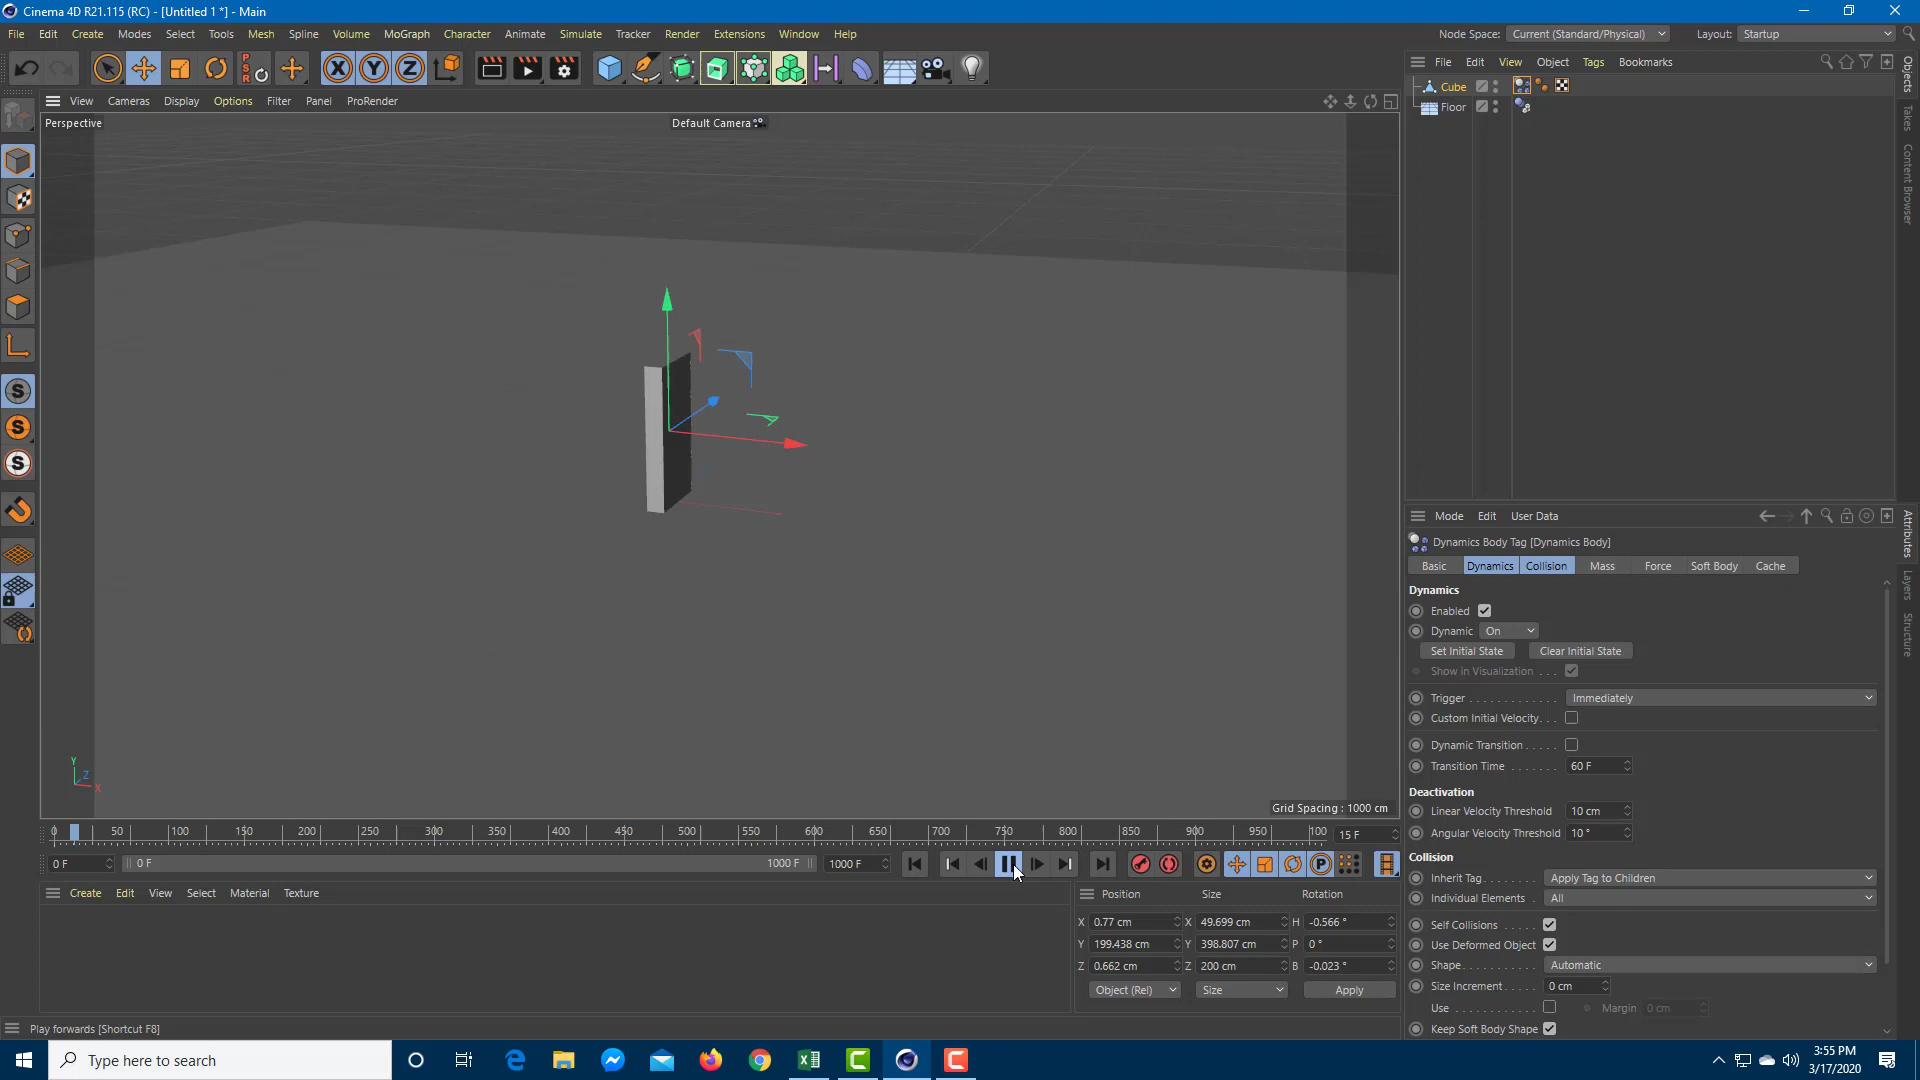 Cinema 4D R21.115 (RC) - [Untitled 1 *] - Main
File Edit Create Modes Select Tools Mesh Spline Volume MoGraph Character Simulate Tracker Render Extensions Window Help
Animate
Node Space: Current (Standard/Physical) Layout: Startup
P S R
X Y Z
File Edit View Object Tags Bookmarks
Cube
Floor
View Cameras Display Options Filter Panel ProRender
Perspective
Default Camera
Objects
Takes
Content Browser
S
S
S
Y
Z
X
Grid Spacing : 1000 cm
Mode Edit User Data
Dynamics Body Tag [Dynamics Body]
Basic Dynamics Collision Mass Force Soft Body Cache
Attributes
Layers
Structure
Dynamics
Enabled
Dynamic On
Set Initial State Clear Initial State
Show in Visualization . . .
Trigger . . . . . . . . . . . . . Immediately
Custom Initial Velocity. . .
Dynamic Transition . . . . .
Transition Time . . . . . . . 60 F
Deactivation
Linear Velocity Threshold 10 cm
Angular Velocity Threshold 10 °
Collision
Inherit Tag . . . . . . . . Apply Tag to Children
Individual Elements . All
Self Collisions . . . . .
Use Deformed Object
Shape. . . . . . . . . . . Automatic
Size Increment . . . . . 0 cm
Use . . . . . . . . . . . Margin 0 cm
Keep Soft Body Shape
0 50 100 150 200 250 300 350 400 450 500 550 600 650 700 750 800 850 900 950 100 15 F
0 F 0 F 1000 F 1000 F
P
Create Edit View Select Material Texture
Position Size Rotation
X 0.77 cm X 49.699 cm H -0.566 °
Y 199.438 cm Y 398.807 cm P 0 °
Z 0.662 cm Z 200 cm B -0.023 °
Object (Rel) Size Apply
Play forwards [Shortcut F8]
Type here to search
3:55 PM
3/17/2020